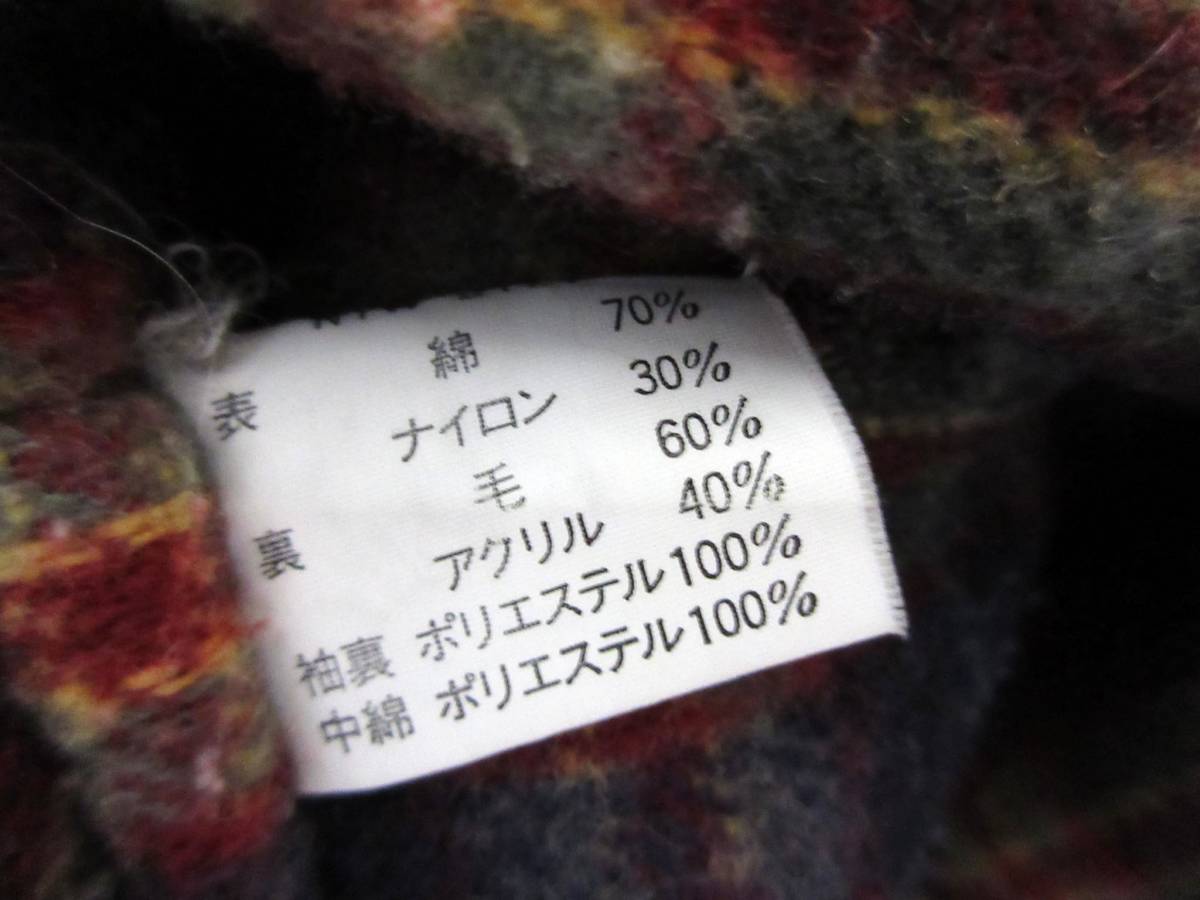 表 綿 70%
ナイロン 30%
裏 毛 60%
アクリル 40%
袖裏 ポリエステル100%
中綿 ポリエステル100%